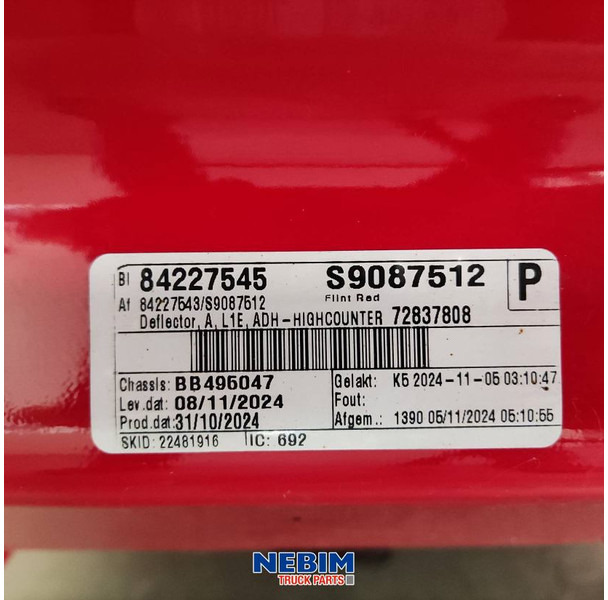 BI 84227545 S9087512 P
Af 84227543/S9087512 Flint Red
Deflector, A, L1E, ADH-HIGHCOUNTER 72837808
Chassis: BB495047 Gelakt: K5 2024-11-05 03:10:47
Lev.dat: 08/11/2024 Fout:
Prod.dat: 31/10/2024 Afgem.: 1390 05/11/2024 05:10:55
SKID: 22481916 IC: 692
NEBIM
TRUCK PARTS